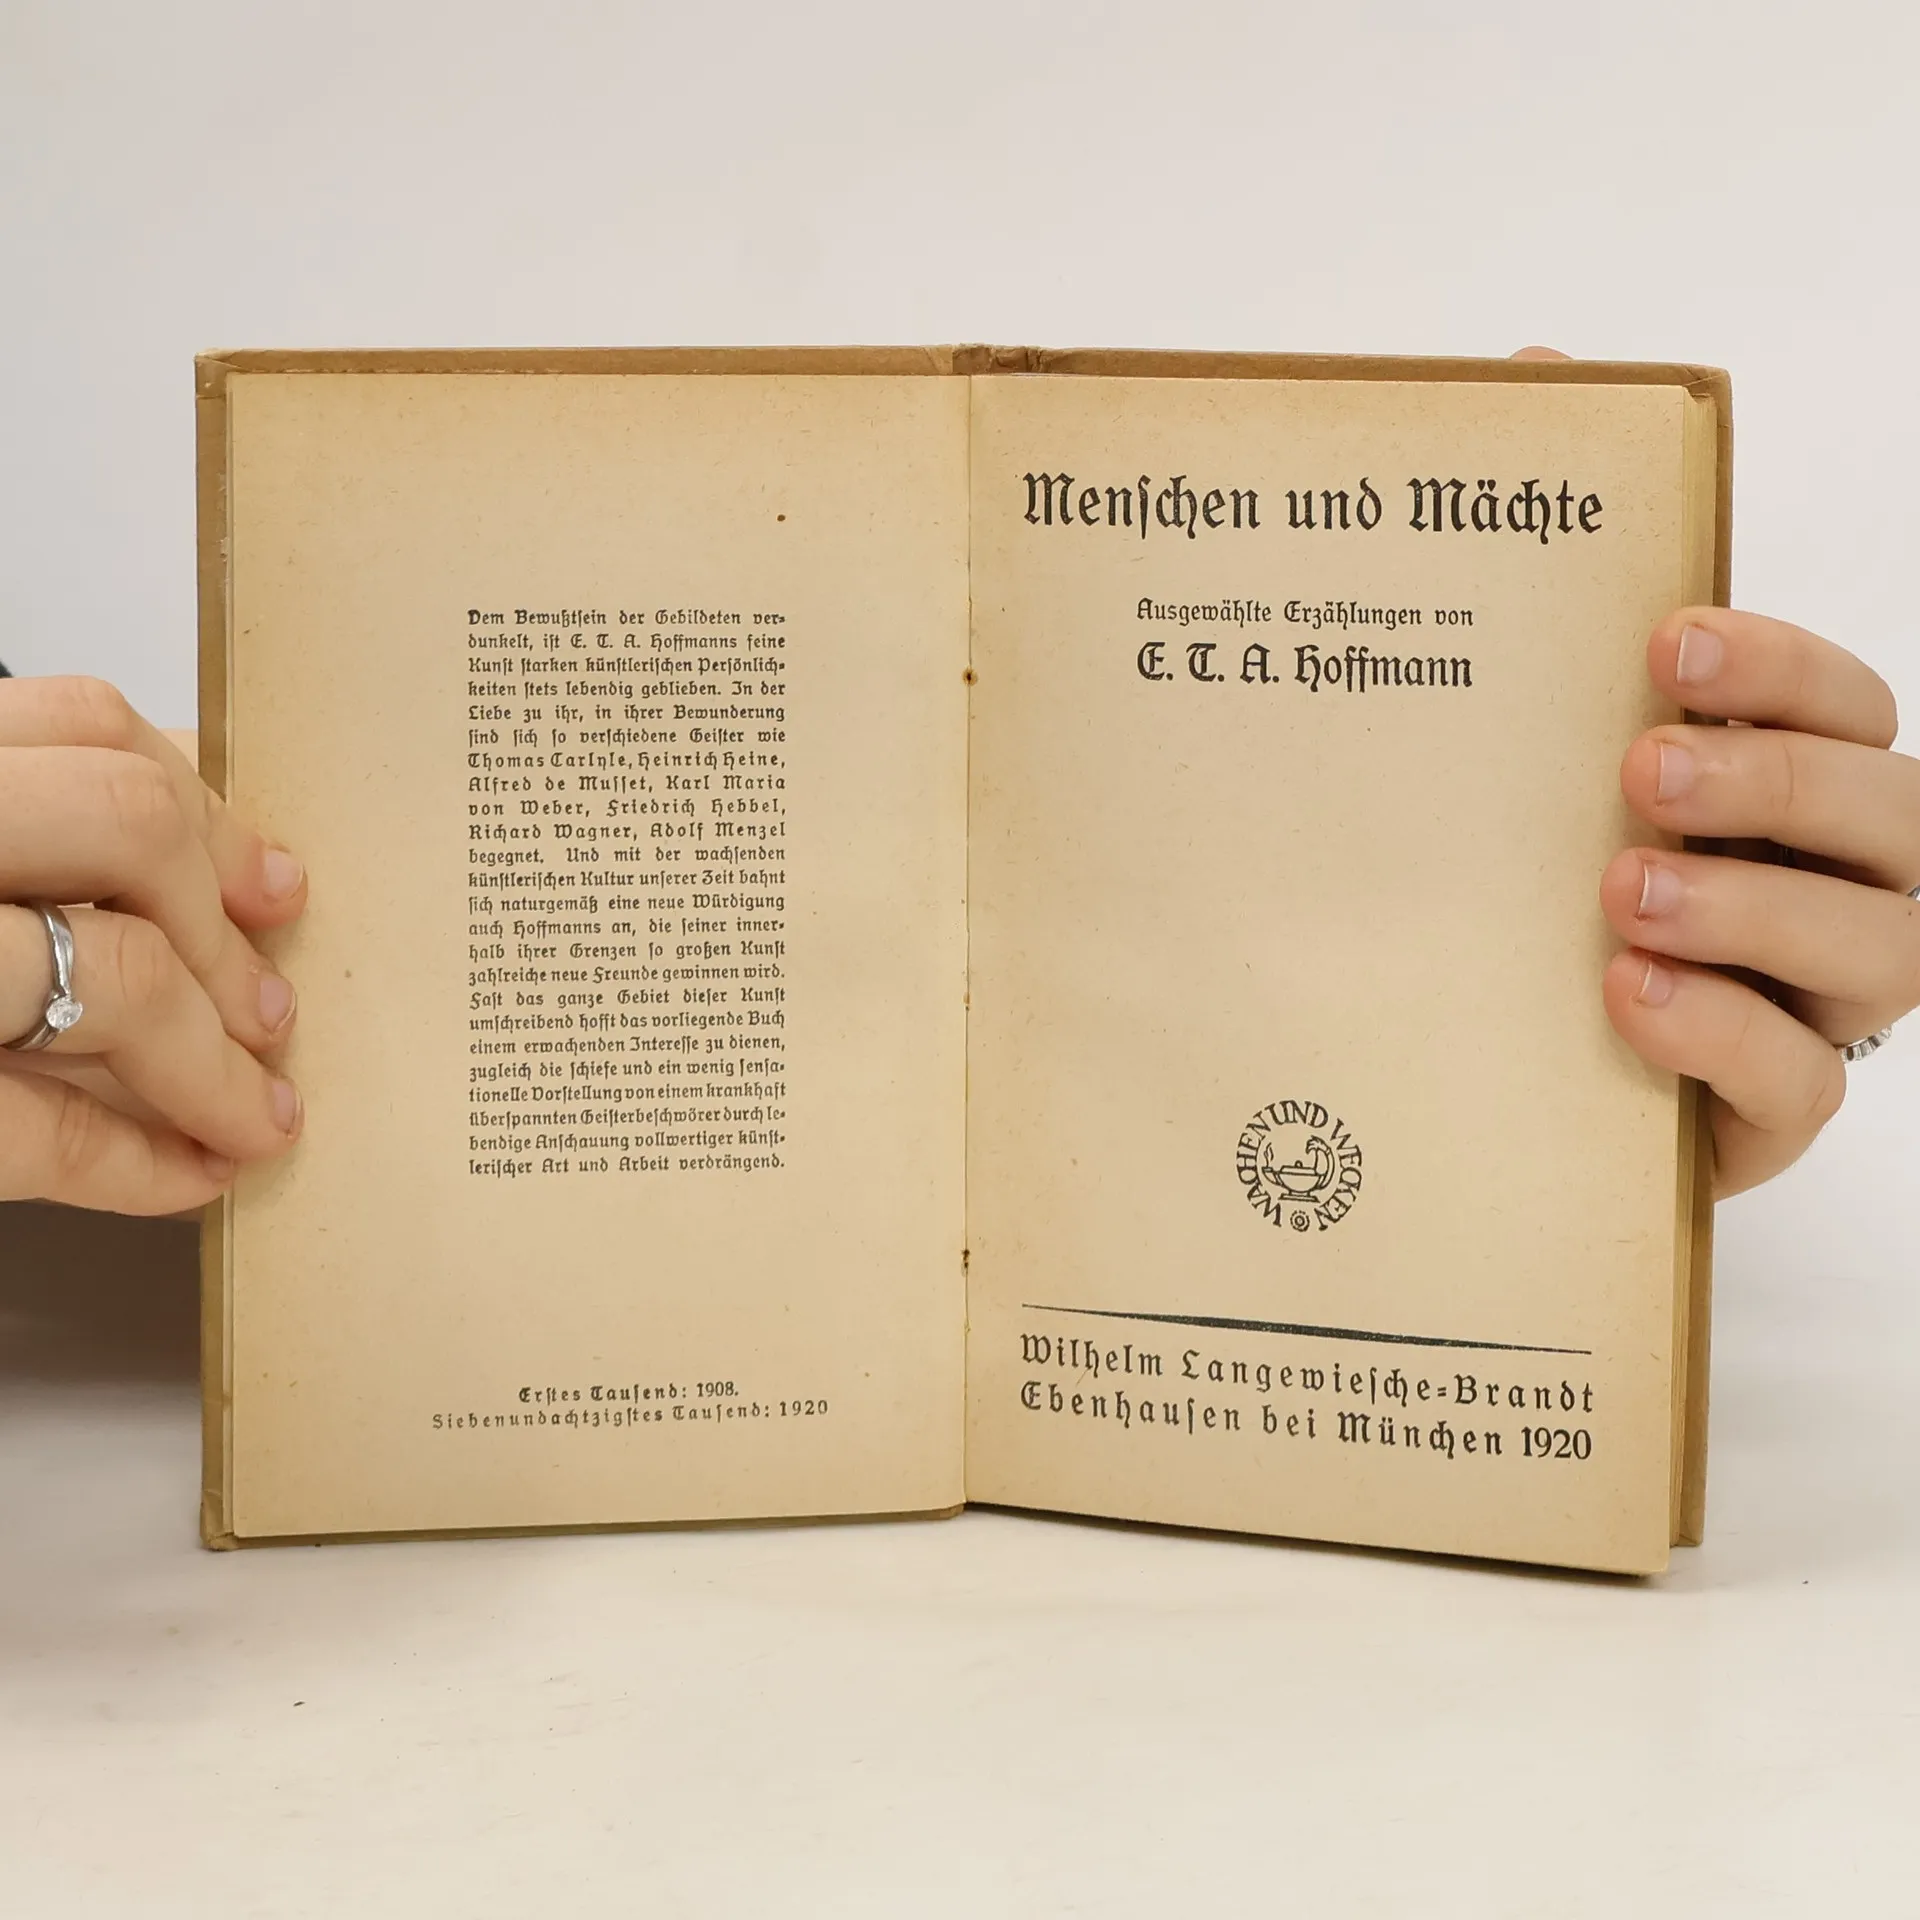 Dem Bewußtſein der Gebildeten ver⸗
dunkelt, iſt E. T. A. Hoffmanns feine
Kunſt ſtarken künſtleriſchen Perſönlich⸗
keiten ſtets lebendig geblieben. In der
Liebe zu ihr, in ihrer Bewunderung
ſind ſich ſo verſchiedene Geiſter wie
Thomas Carlyle, Heinrich Heine,
Alfred de Muſſet, Karl Maria
von Weber, Friedrich Hebbel,
Richard Wagner, Adolf Menzel
begegnet. Und mit der wachſenden
künſtleriſchen Kultur unſerer Zeit bahnt
ſich naturgemäß eine neue Würdigung
auch Hoffmanns an, die ſeiner inner⸗
halb ihrer Grenzen ſo großen Kunſt
zahlreiche neue Freunde gewinnen wird.
Faſt das ganze Gebiet dieſer Kunſt
umſchreibend hofft das vorliegende Buch
einem erwachenden Intereſſe zu dienen,
zugleich die ſchiefe und ein wenig ſenſa⸗
tionelle Vorſtellung von einem krankhaft
überſpannten Geiſterbeſchwörer durch le⸗
bendige Anſchauung vollwertiger künſt⸗
leriſcher Art und Arbeit verdrängend.
Erſtes Tauſend: 1908.
Siebenundachtzigſtes Tauſend: 1920
Menſchen und Mächte
Ausgewählte Erzählungen von
E. T. A. Hoffmann
WACHEN UND WECKEN
Wilhelm Langewieſche⸗Brandt
Ebenhauſen bei München 1920